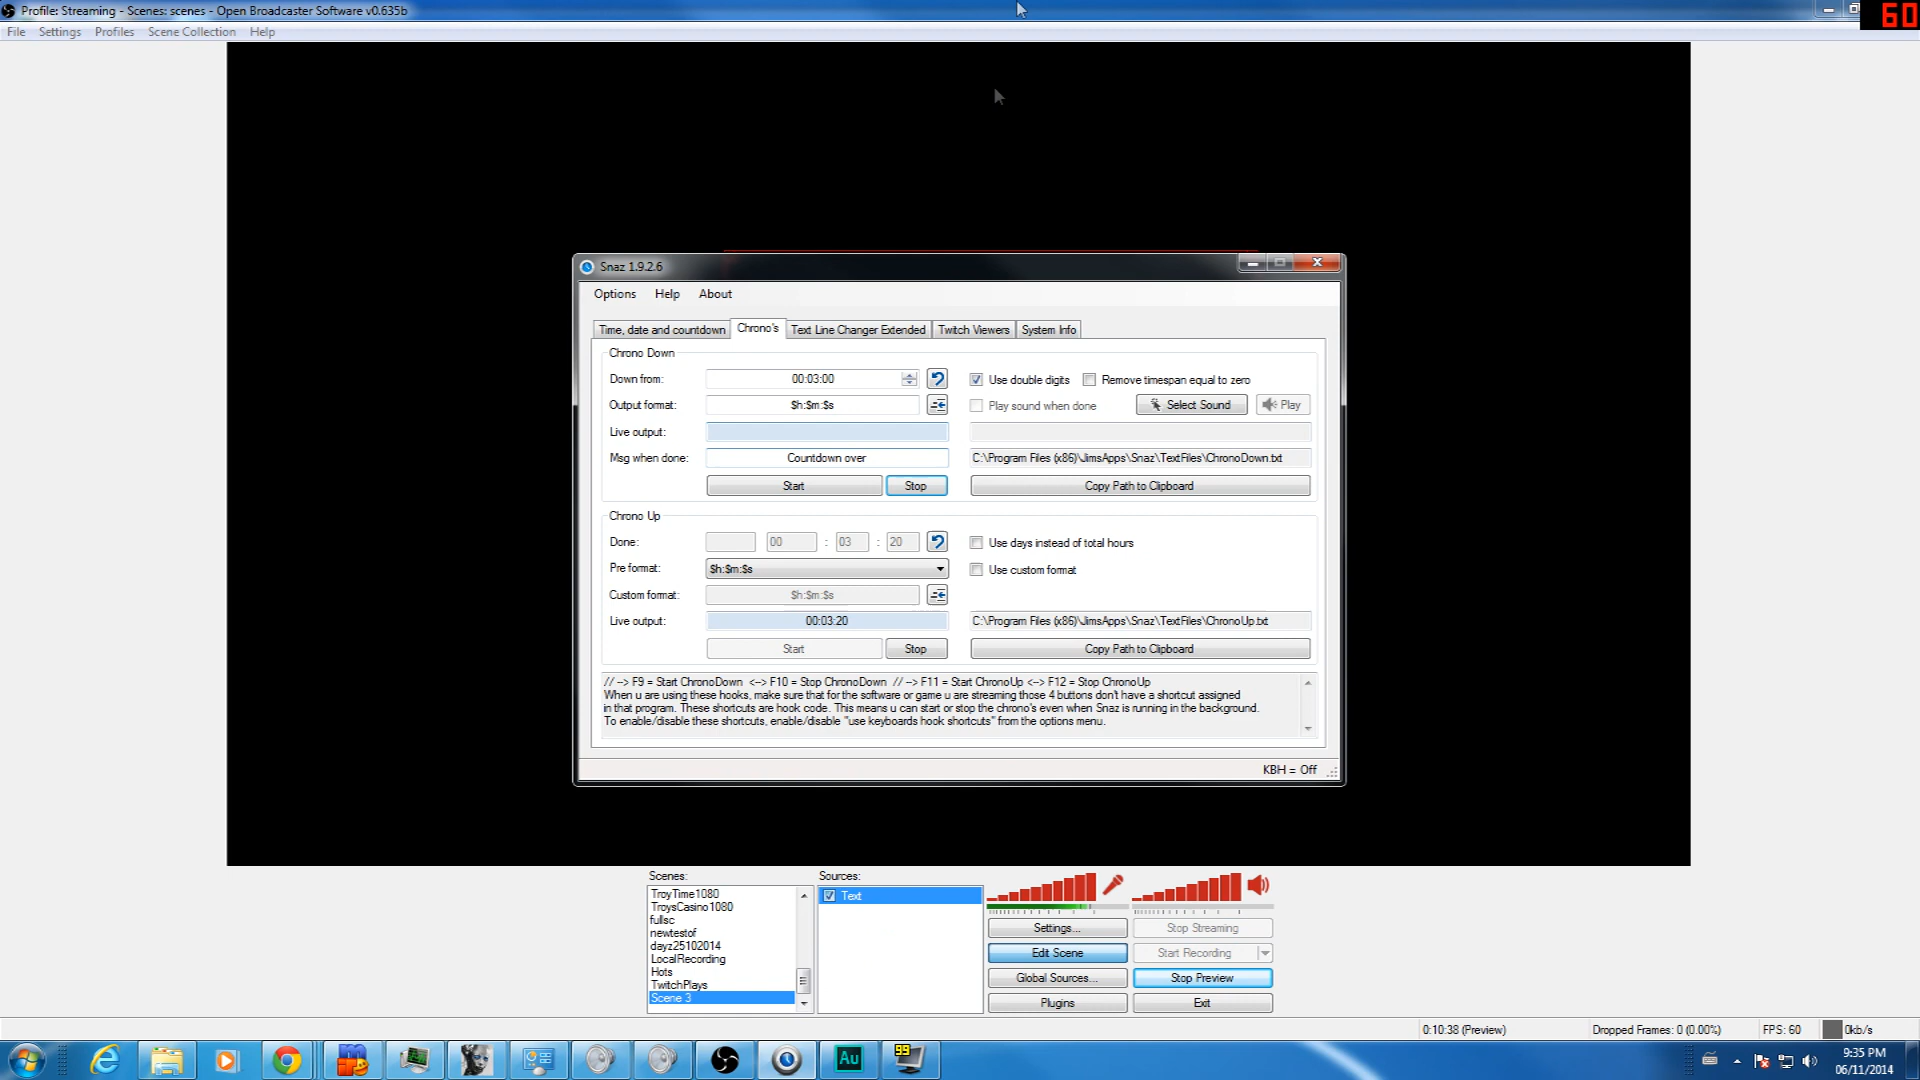 Profile: Streaming - Scenes: scenes - Open Broadcaster Software v0.635b
60
File Settings Profiles Scene Collection Help
Snaz 1.9.2.6
Options Help About
Time, date and countdown Chrono's Text Line Changer Extended Twitch Viewers System Info
Chrono Down
Down from: 00:03:00 Use double digits Remove timespan equal to zero
Output format: $h:$m:$s Play sound when done Select Sound Play
Live output:
Msg when done: Countdown over C:\Program Files (x86)\JimsApps\Snaz\TextFiles\ChronoDown.txt
Start Stop Copy Path to Clipboard
Chrono Up
Done: 00 : 03 : 20 Use days instead of total hours
Pre format: $h:$m:$s Use custom format
Custom format: $h:$m:$s
Live output: 00:03:20 C:\Program Files (x86)\JimsApps\Snaz\TextFiles\ChronoUp.txt
Start Stop Copy Path to Clipboard
// --> F9 = Start ChronoDown <--> F10 = Stop ChronoDown // --> F11 = Start ChronoUp <--> F12 = Stop ChronoUp
When u are using these hooks, make sure that for the software or game u are streaming those 4 buttons don't have a shortcut assigned
in that program. These shortcuts are hook code. This means u can start or stop the chrono's even when Snaz is running in the background.
To enable/disable these shortcuts, enable/disable "use keyboards hook shortcuts" from the options menu.
KBH = Off
Scenes: Sources:
TroyTime1080 Text
TroysCasino1080
fullsc
newtestof
dayz25102014
LocalRecording
Hots
TwitchPlays
Scene 3
Settings... Stop Streaming
Edit Scene Start Recording
Global Sources... Stop Preview
Plugins Exit
0:10:38 (Preview) Dropped Frames: 0 (0.00%) FPS: 60 0kb/s
Au 99
9:35 PM
06/11/2014